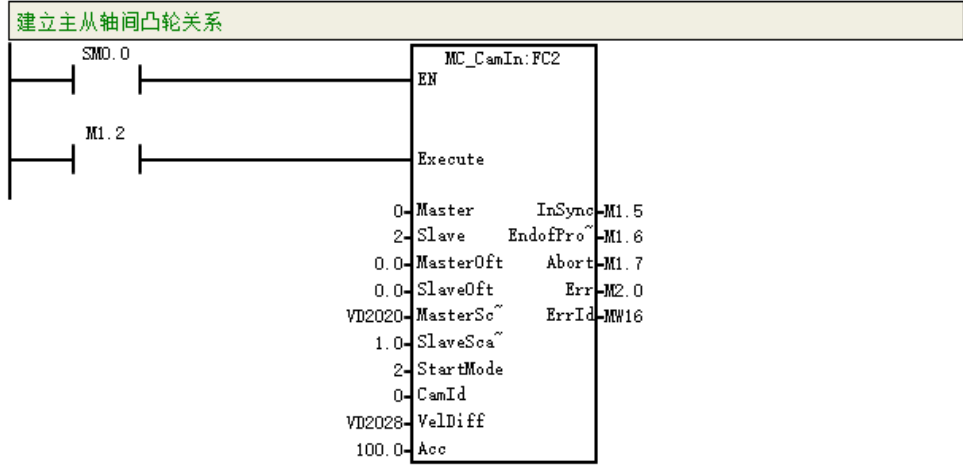 建立主从轴间凸轮关系
SM0.0
MC_CamIn:FC2
EN
M1.2
Execute
0 Master InSync M1.5
2 Slave EndofPro~ M1.6
0.0 MasterOft Abort M1.7
0.0 SlaveOft Err M2.0
VD2020 MasterSc~ ErrId MW16
1.0 SlaveSca~
2 StartMode
0 CamId
VD2028 VelDiff
100.0 Acc